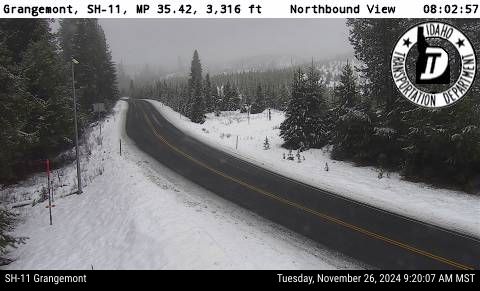 Grangemont, SH-11, MP 35.42, 3,316 ft Northbound View 08:02:57
IDAHO
TRANSPORTATION DEPARTMENT
SH-11 Grangemont Tuesday, November 26, 2024 9:20:07 AM MST